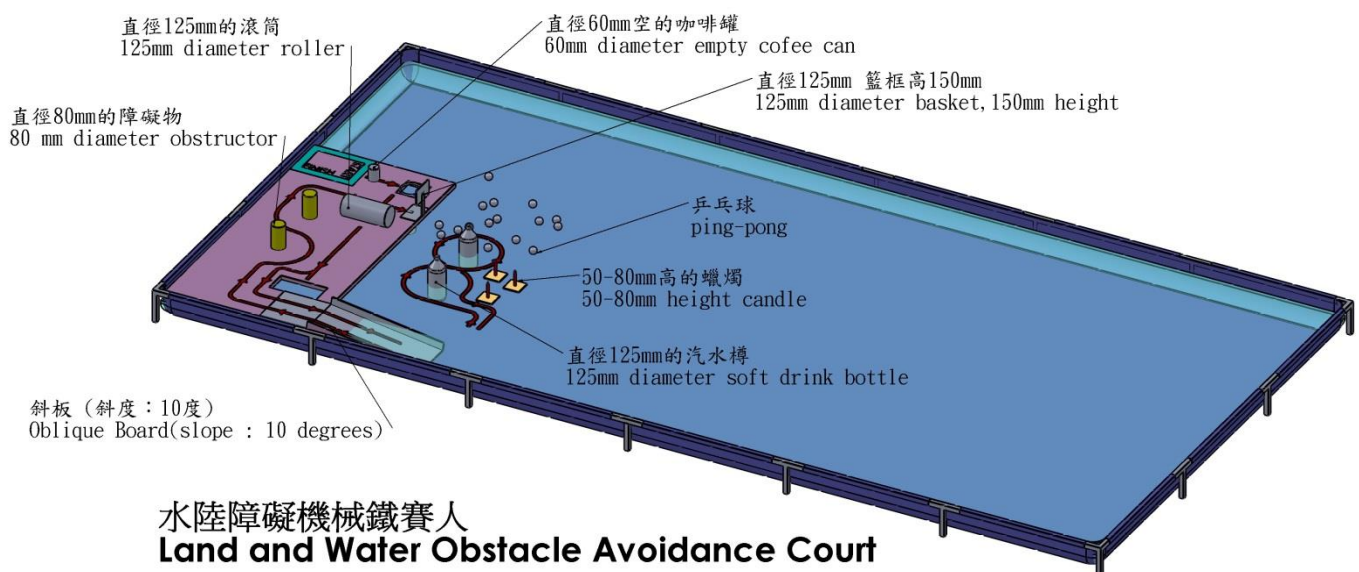 直徑125mm的滾筒
125mm diameter roller
直徑60mm空的咖啡罐
60mm diameter empty cofee can
直徑125mm 籃框高150mm
125mm diameter basket,150mm height
直徑80mm的障礙物
80 mm diameter obstructor
乒乓球
ping-pong
50-80mm高的蠟燭
50-80mm height candle
直徑125mm的汽水樽
125mm diameter soft drink bottle
斜板 (斜度：10度)
Oblique Board(slope : 10 degrees)
水陸障礙機械鐵賽人
Land and Water Obstacle Avoidance Court